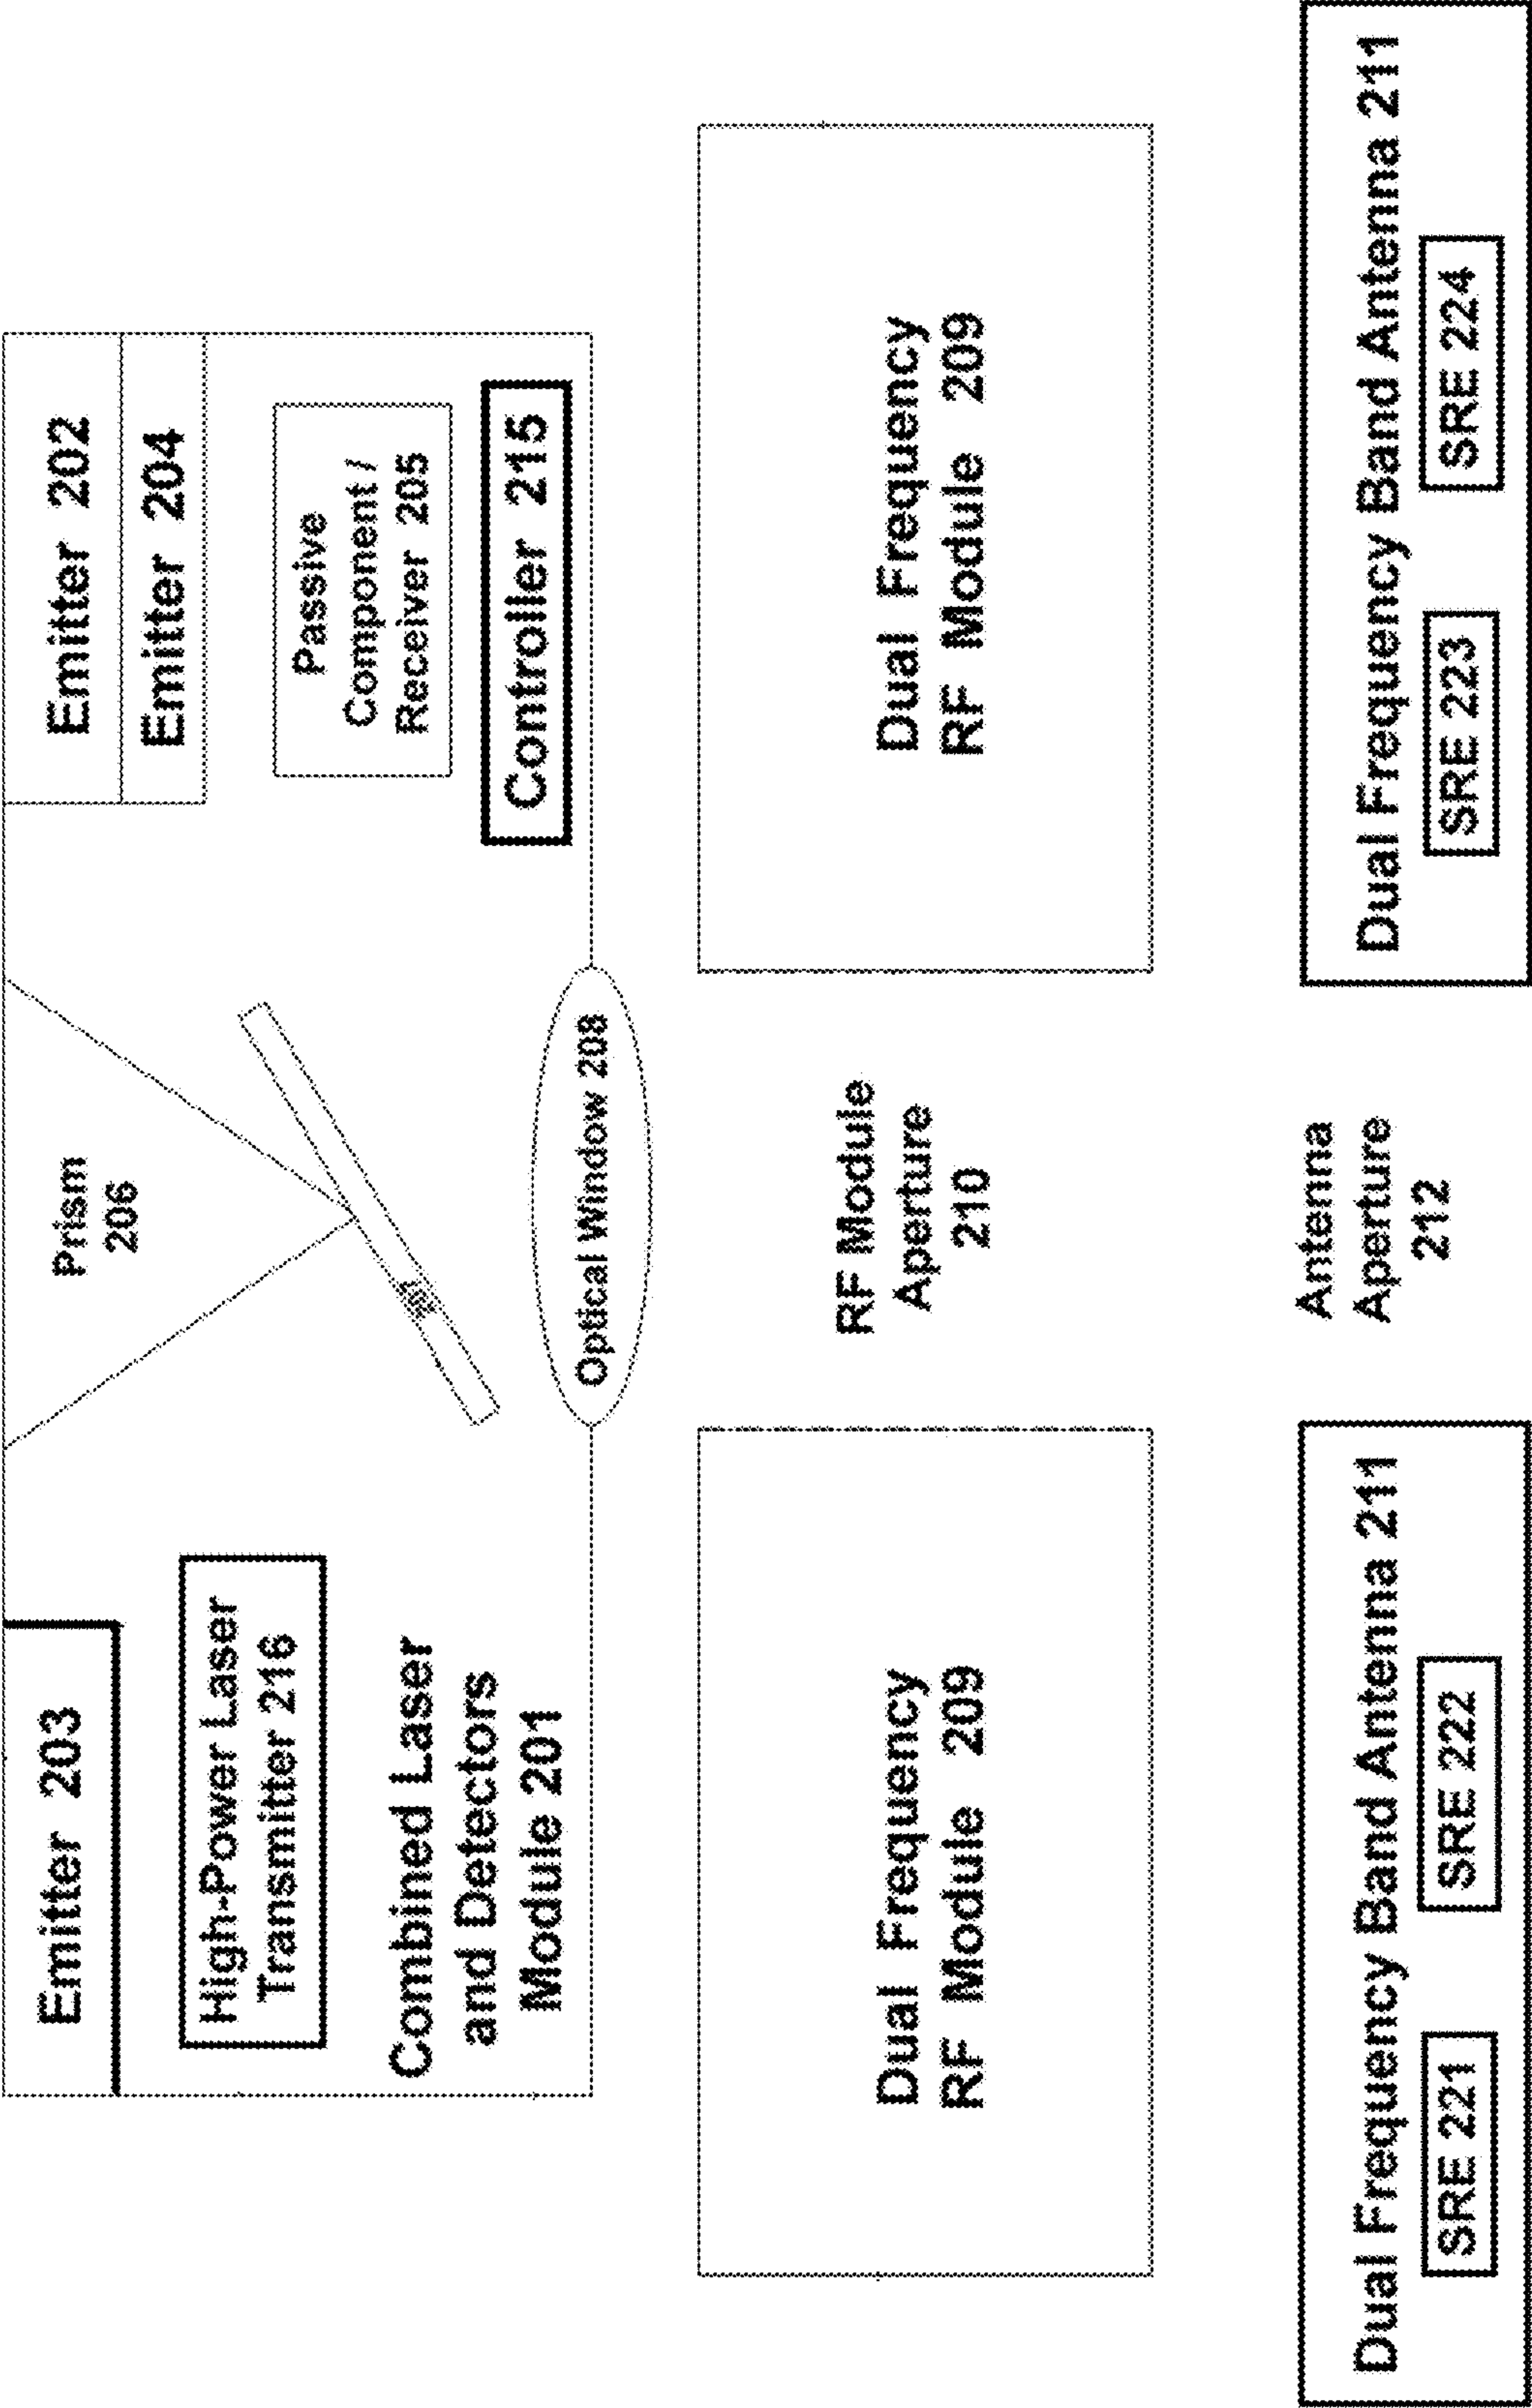 Emitter 203
High-Power Laser
Transmitter 216
Combined Laser
and Detectors
Module 201
Prism
206
Emitter 202
Emitter 204
Passive
Component /
Receiver 205
Controller 215
Optical Window 208
Dual Frequency
RF Module 209
RF Module
Aperture
210
Dual Frequency
RF Module 209
Dual Frequency Band Antenna 211
SRE 221
SRE 222
Antenna
Aperture
212
Dual Frequency Band Antenna 211
SRE 223
SRE 224